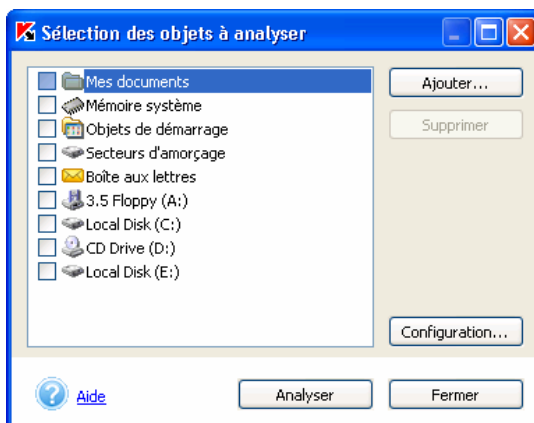 Sélection des objets à analyser
Mes documents
Mémoire système
Objets de démarrage
Secteurs d'amorçage
Boîte aux lettres
3.5 Floppy (A:)
Local Disk (C:)
CD Drive (D:)
Local Disk (E:)
Ajouter...
Supprimer
Configuration...
Aide
Analyser
Fermer